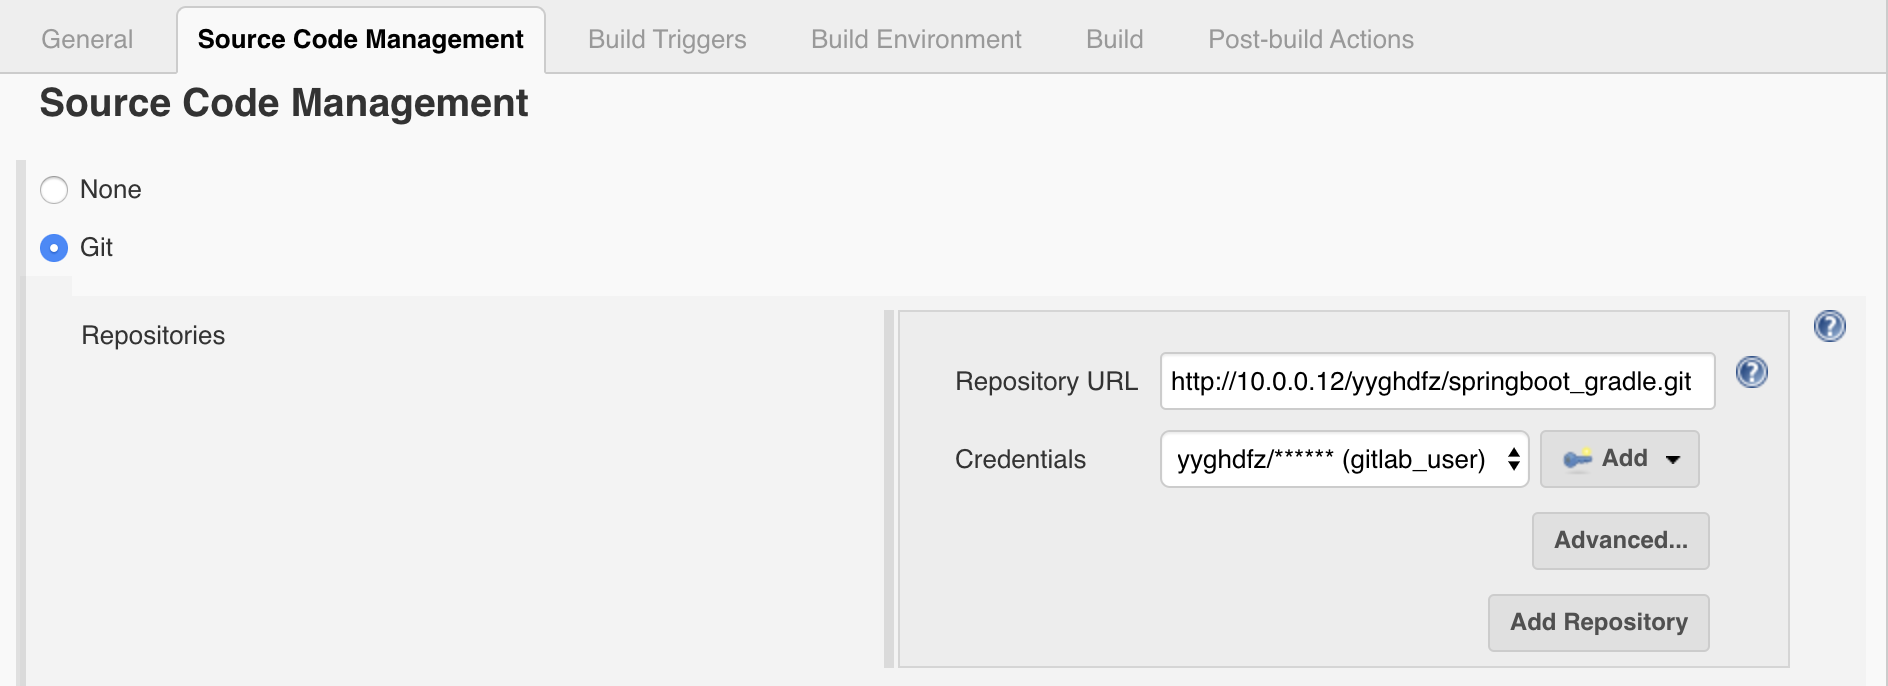 General Source Code Management Build Triggers Build Environment Build Post-build Actions
Source Code Management
None
Git
Repositories
Repository URL http://10.0.0.12/yyghdfz/springboot_gradle.git
Credentials yyghdfz/****** (gitlab_user) Add
Advanced...
Add Repository